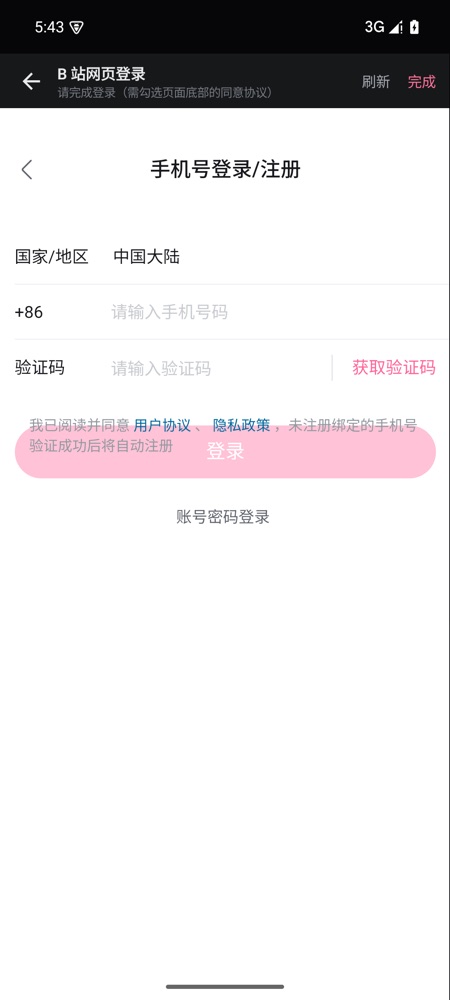 5:43
3G
B 站网页登录
请完成登录（需勾选页面底部的同意协议）
刷新
完成
手机号登录/注册
国家/地区
中国大陆
+86
请输入手机号码
验证码
请输入验证码
获取验证码
我已阅读并同意 用户协议 、 隐私政策 ，未注册绑定的手机号
验证成功后将自动注册
登录
账号密码登录